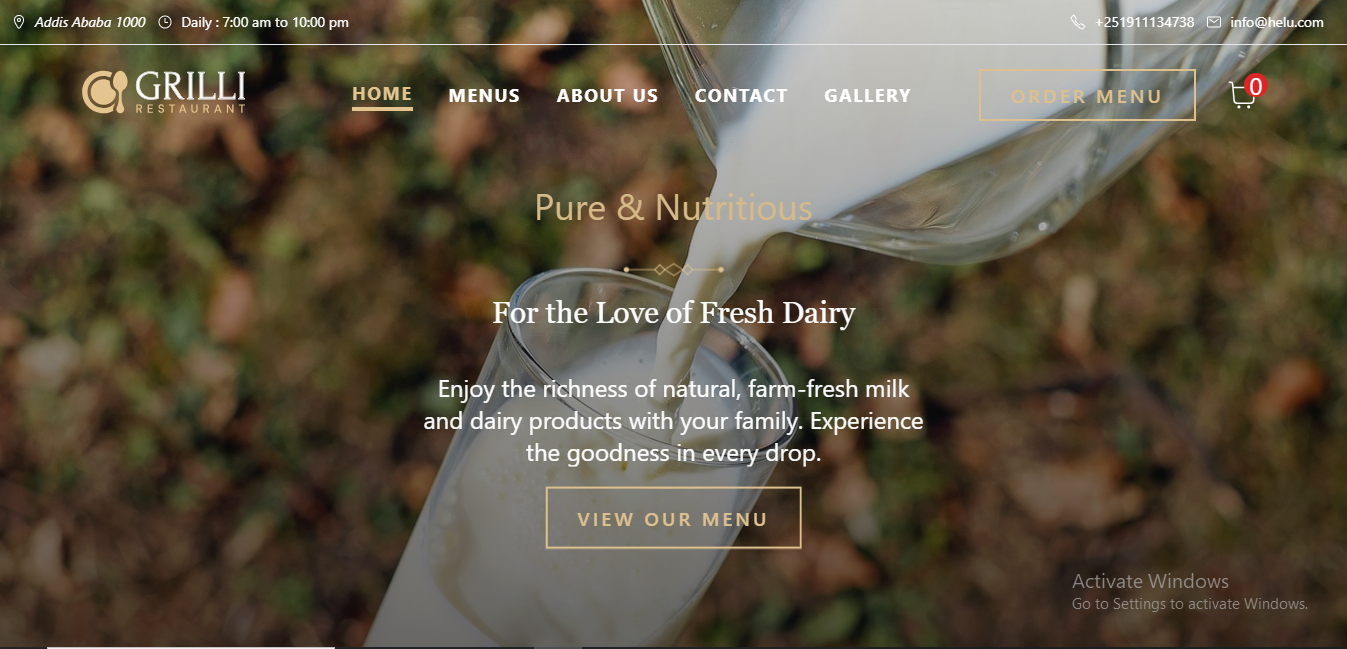 Addis Ababa 1000 Daily : 7:00 am to 10:00 pm +251911134738 info@helu.com
GRILLI
RESTAURANT
HOME MENUS ABOUT US CONTACT GALLERY ORDER MENU 0
Pure & Nutritious
For the Love of Fresh Dairy
Enjoy the richness of natural, farm-fresh milk
and dairy products with your family. Experience
the goodness in every drop.
VIEW OUR MENU
Activate Windows
Go to Settings to activate Windows.